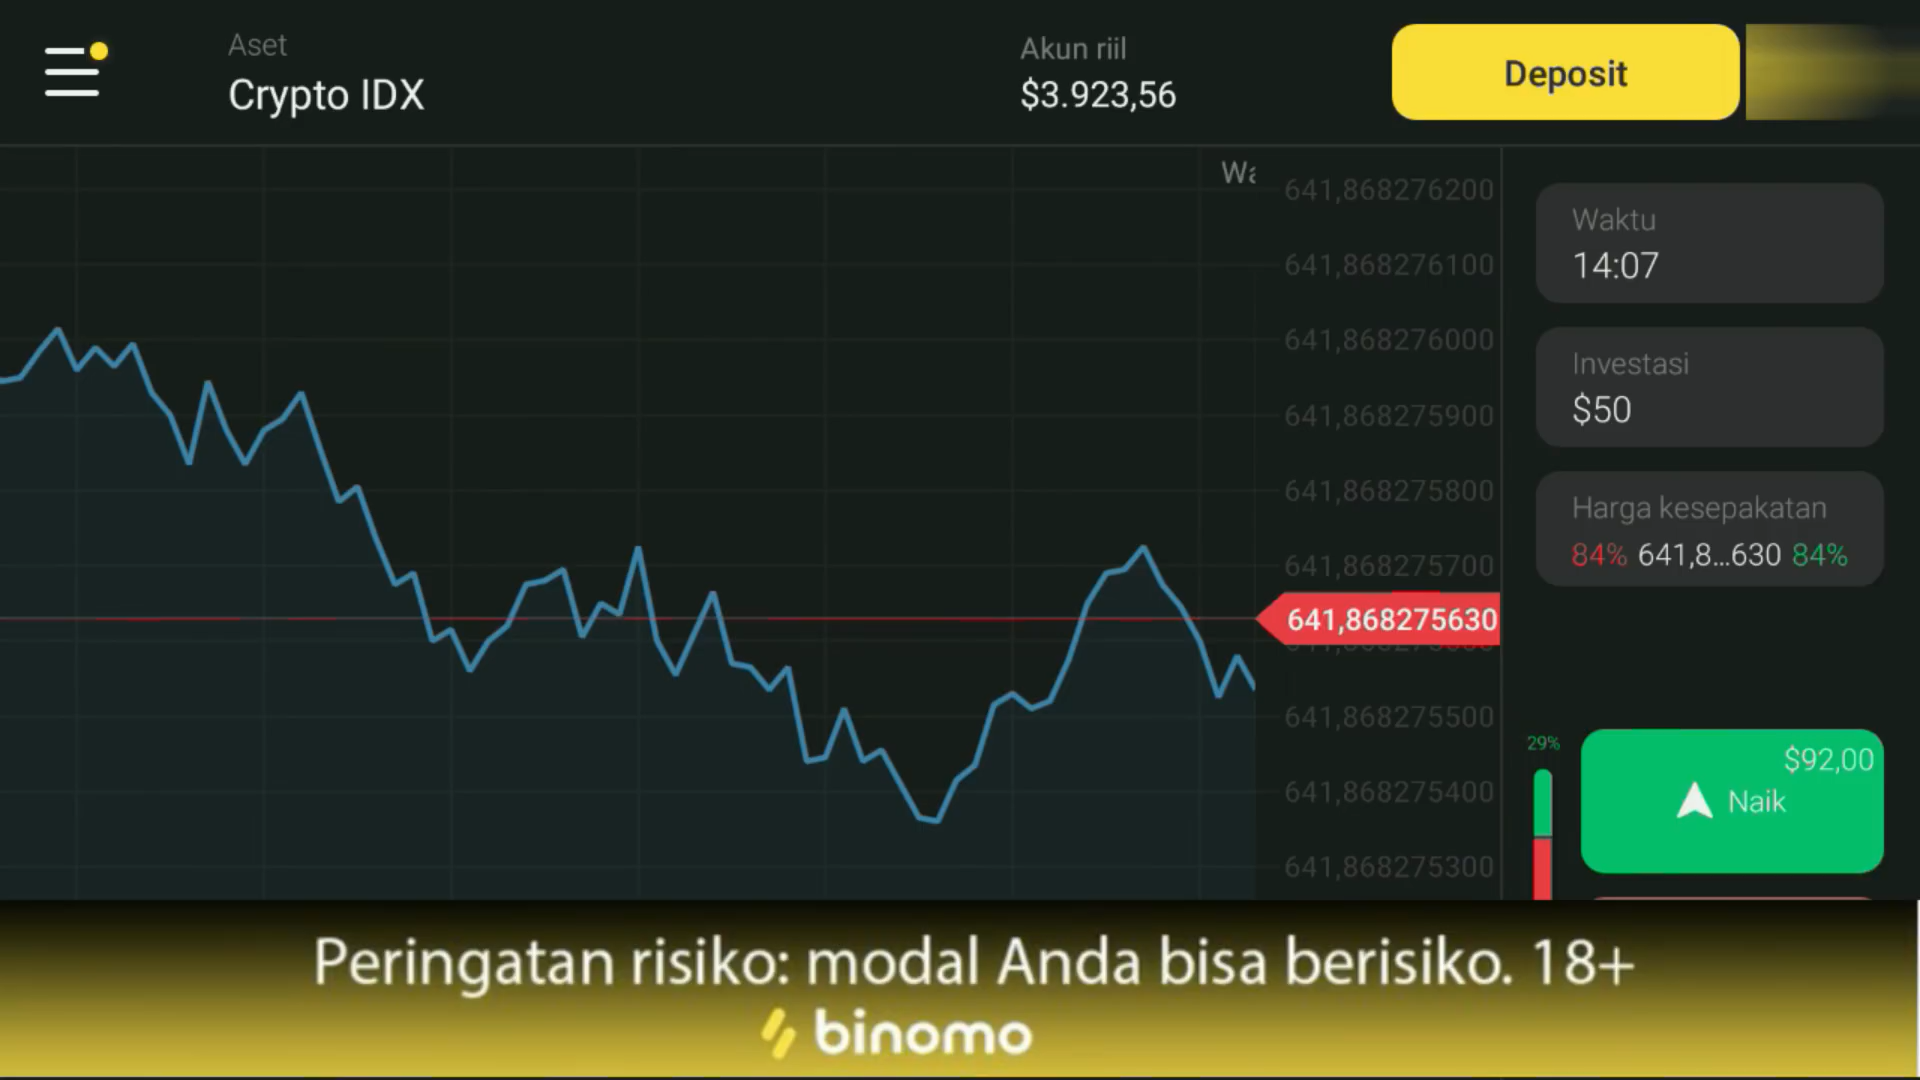 Aset
Crypto IDX
Akun riil
$3.923,56
Deposit
641,868276200
641,868276100
641,868276000
641,868275900
641,868275800
641,868275700
641,868275630
641,868275500
641,868275400
641,868275300
Waktu
14:07
Investasi
$50
Harga kesepakatan
84% 641,8...630 84%
29%
$92,00
Naik
Peringatan risiko: modal Anda bisa berisiko. 18+
binomo